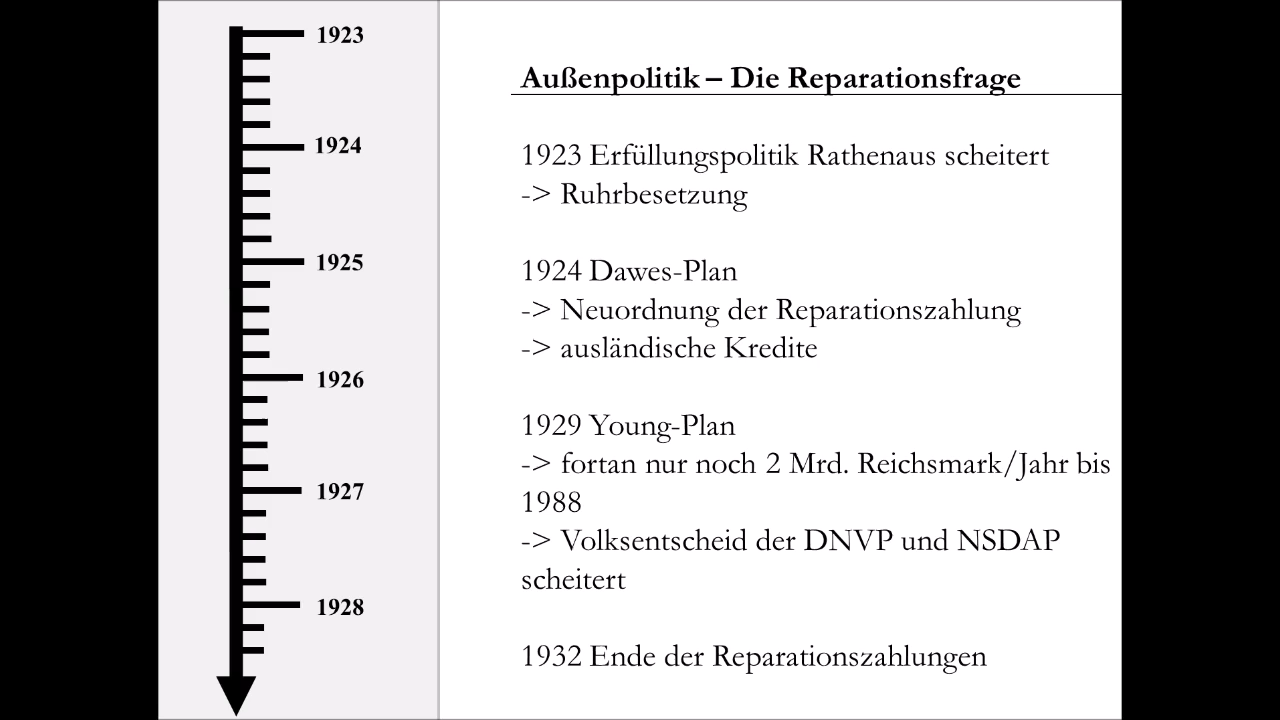 1923
1924
1925
1926
1927
1928
Außenpolitik – Die Reparationsfrage
1923 Erfüllungspolitik Rathenaus scheitert
-> Ruhrbesetzung
1924 Dawes-Plan
-> Neuordnung der Reparationszahlung
-> ausländische Kredite
1929 Young-Plan
-> fortan nur noch 2 Mrd. Reichsmark/Jahr bis
1988
-> Volksentscheid der DNVP und NSDAP
scheitert
1932 Ende der Reparationszahlungen